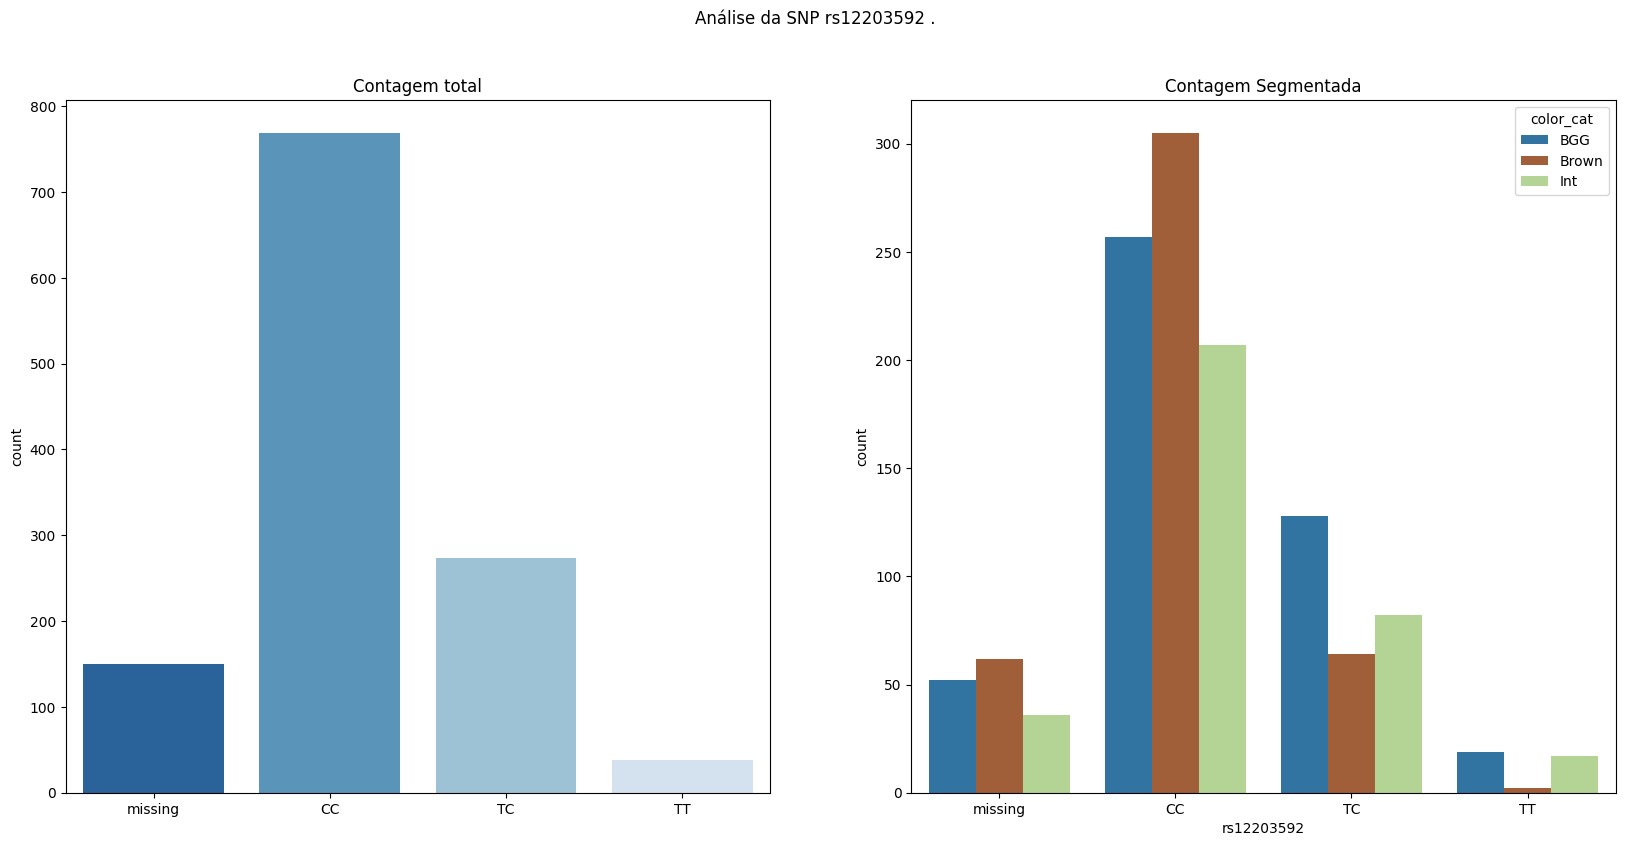 Análise da SNP rs12203592 .
Contagem total
800
700
600
500
400
300
200
100
0
count
missing CC TC TT
Contagem Segmentada
300
250
200
150
100
50
0
count
color_cat
BGG
Brown
Int
missing CC TC TT
rs12203592